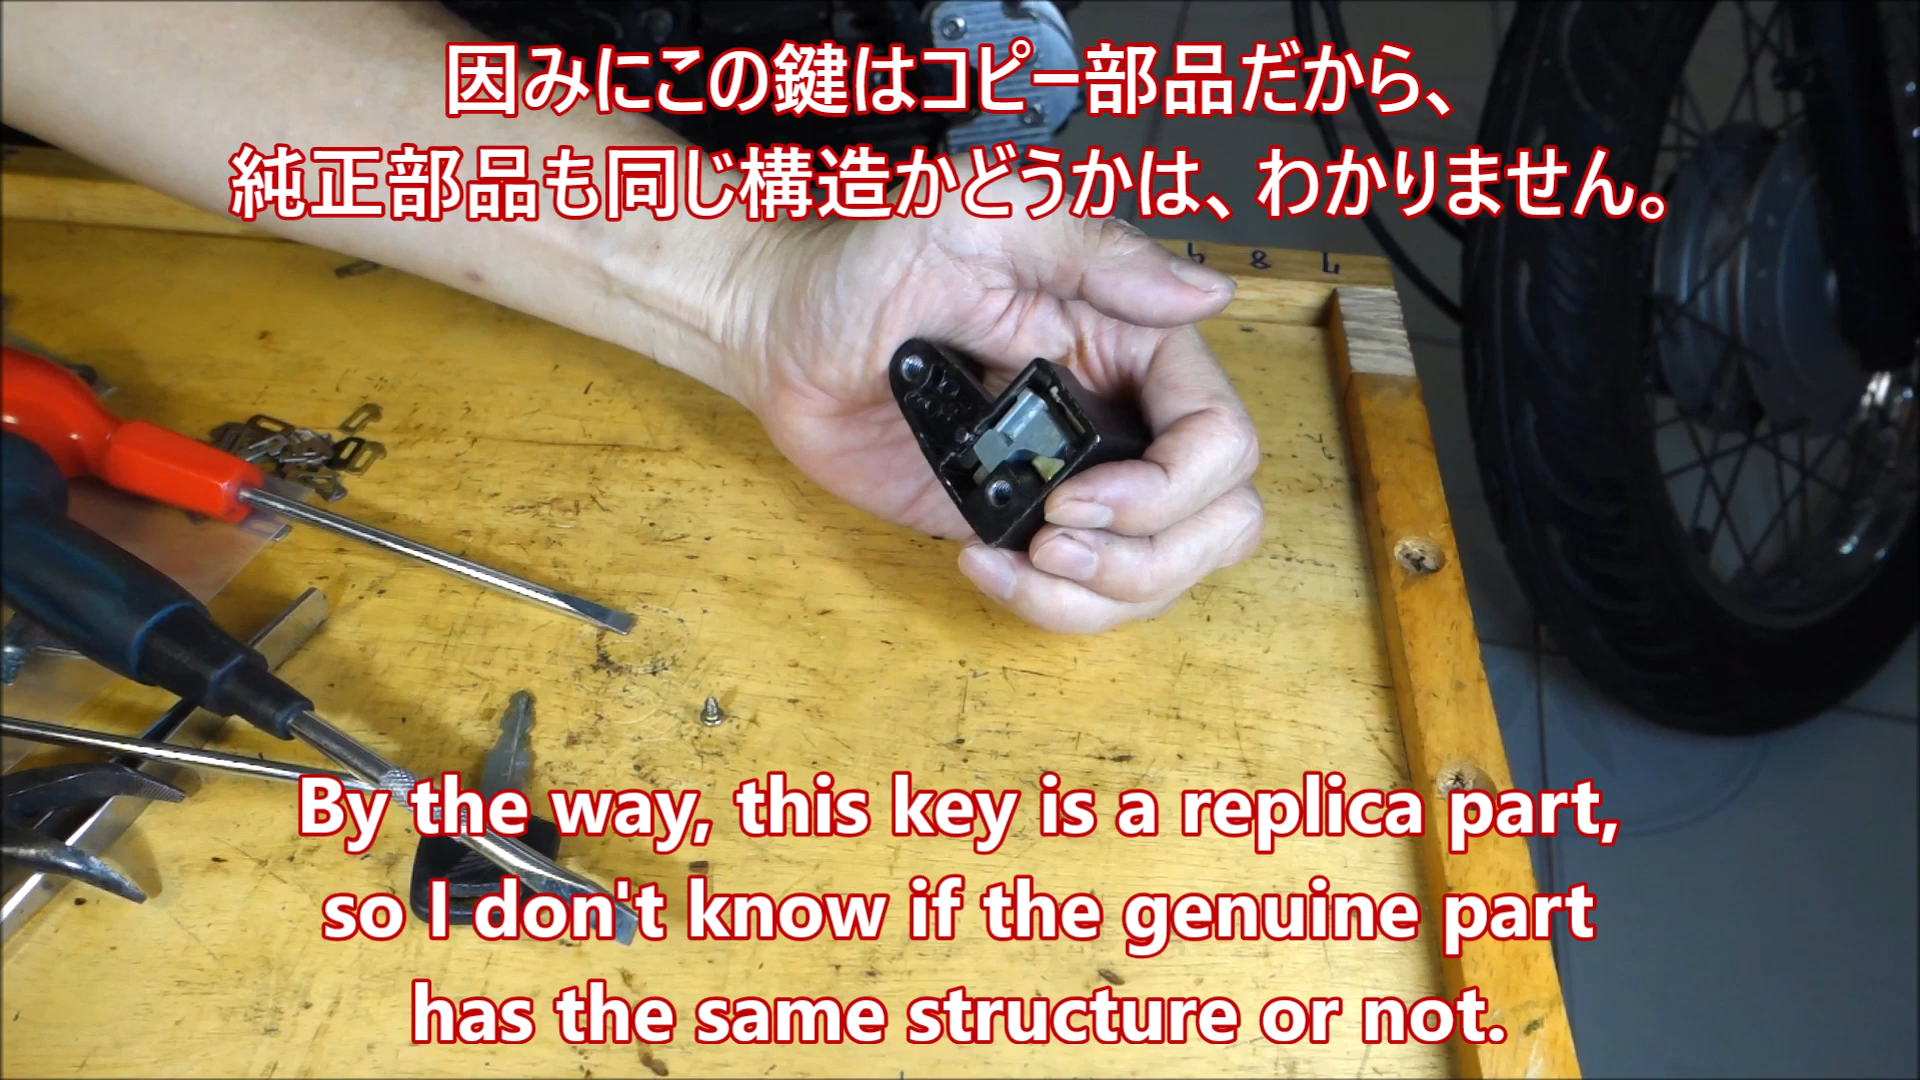 因みにこの鍵はコピー部品だから、
純正部品も同じ構造かどうかは、わかりません。
8
By the way, this key is a replica part,
so I don't know if the genuine part
has the same structure or not.